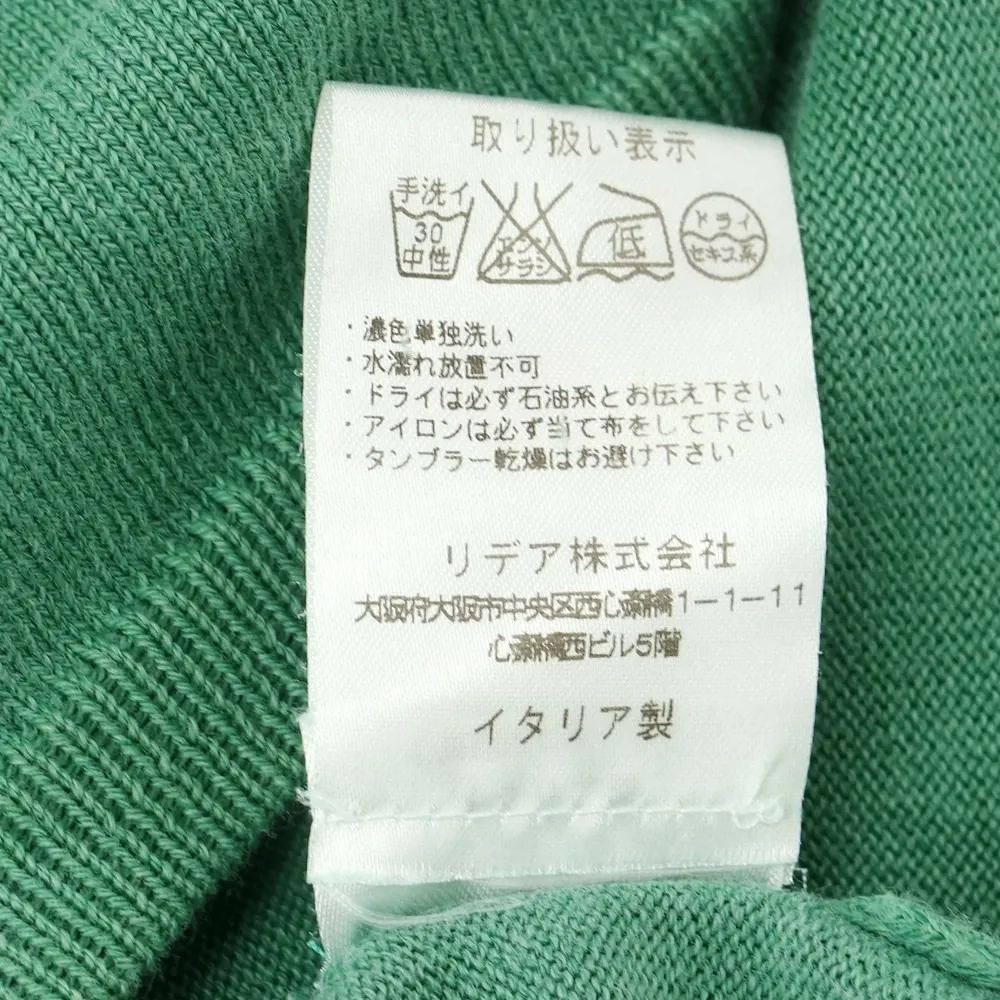 取り扱い表示
手洗イ
30
中性
エンソ
サラシ
低
ドライ
セキユ系
・濃色単独洗い
・水濡れ放置不可
・ドライは必ず石油系とお伝え下さい
・アイロンは必ず当て布をして下さい
・タンブラー乾燥はお避け下さい
リデア株式会社
大阪府大阪市中央区西心斎橋1-1-11
心斎橋西ビル5階
イタリア製